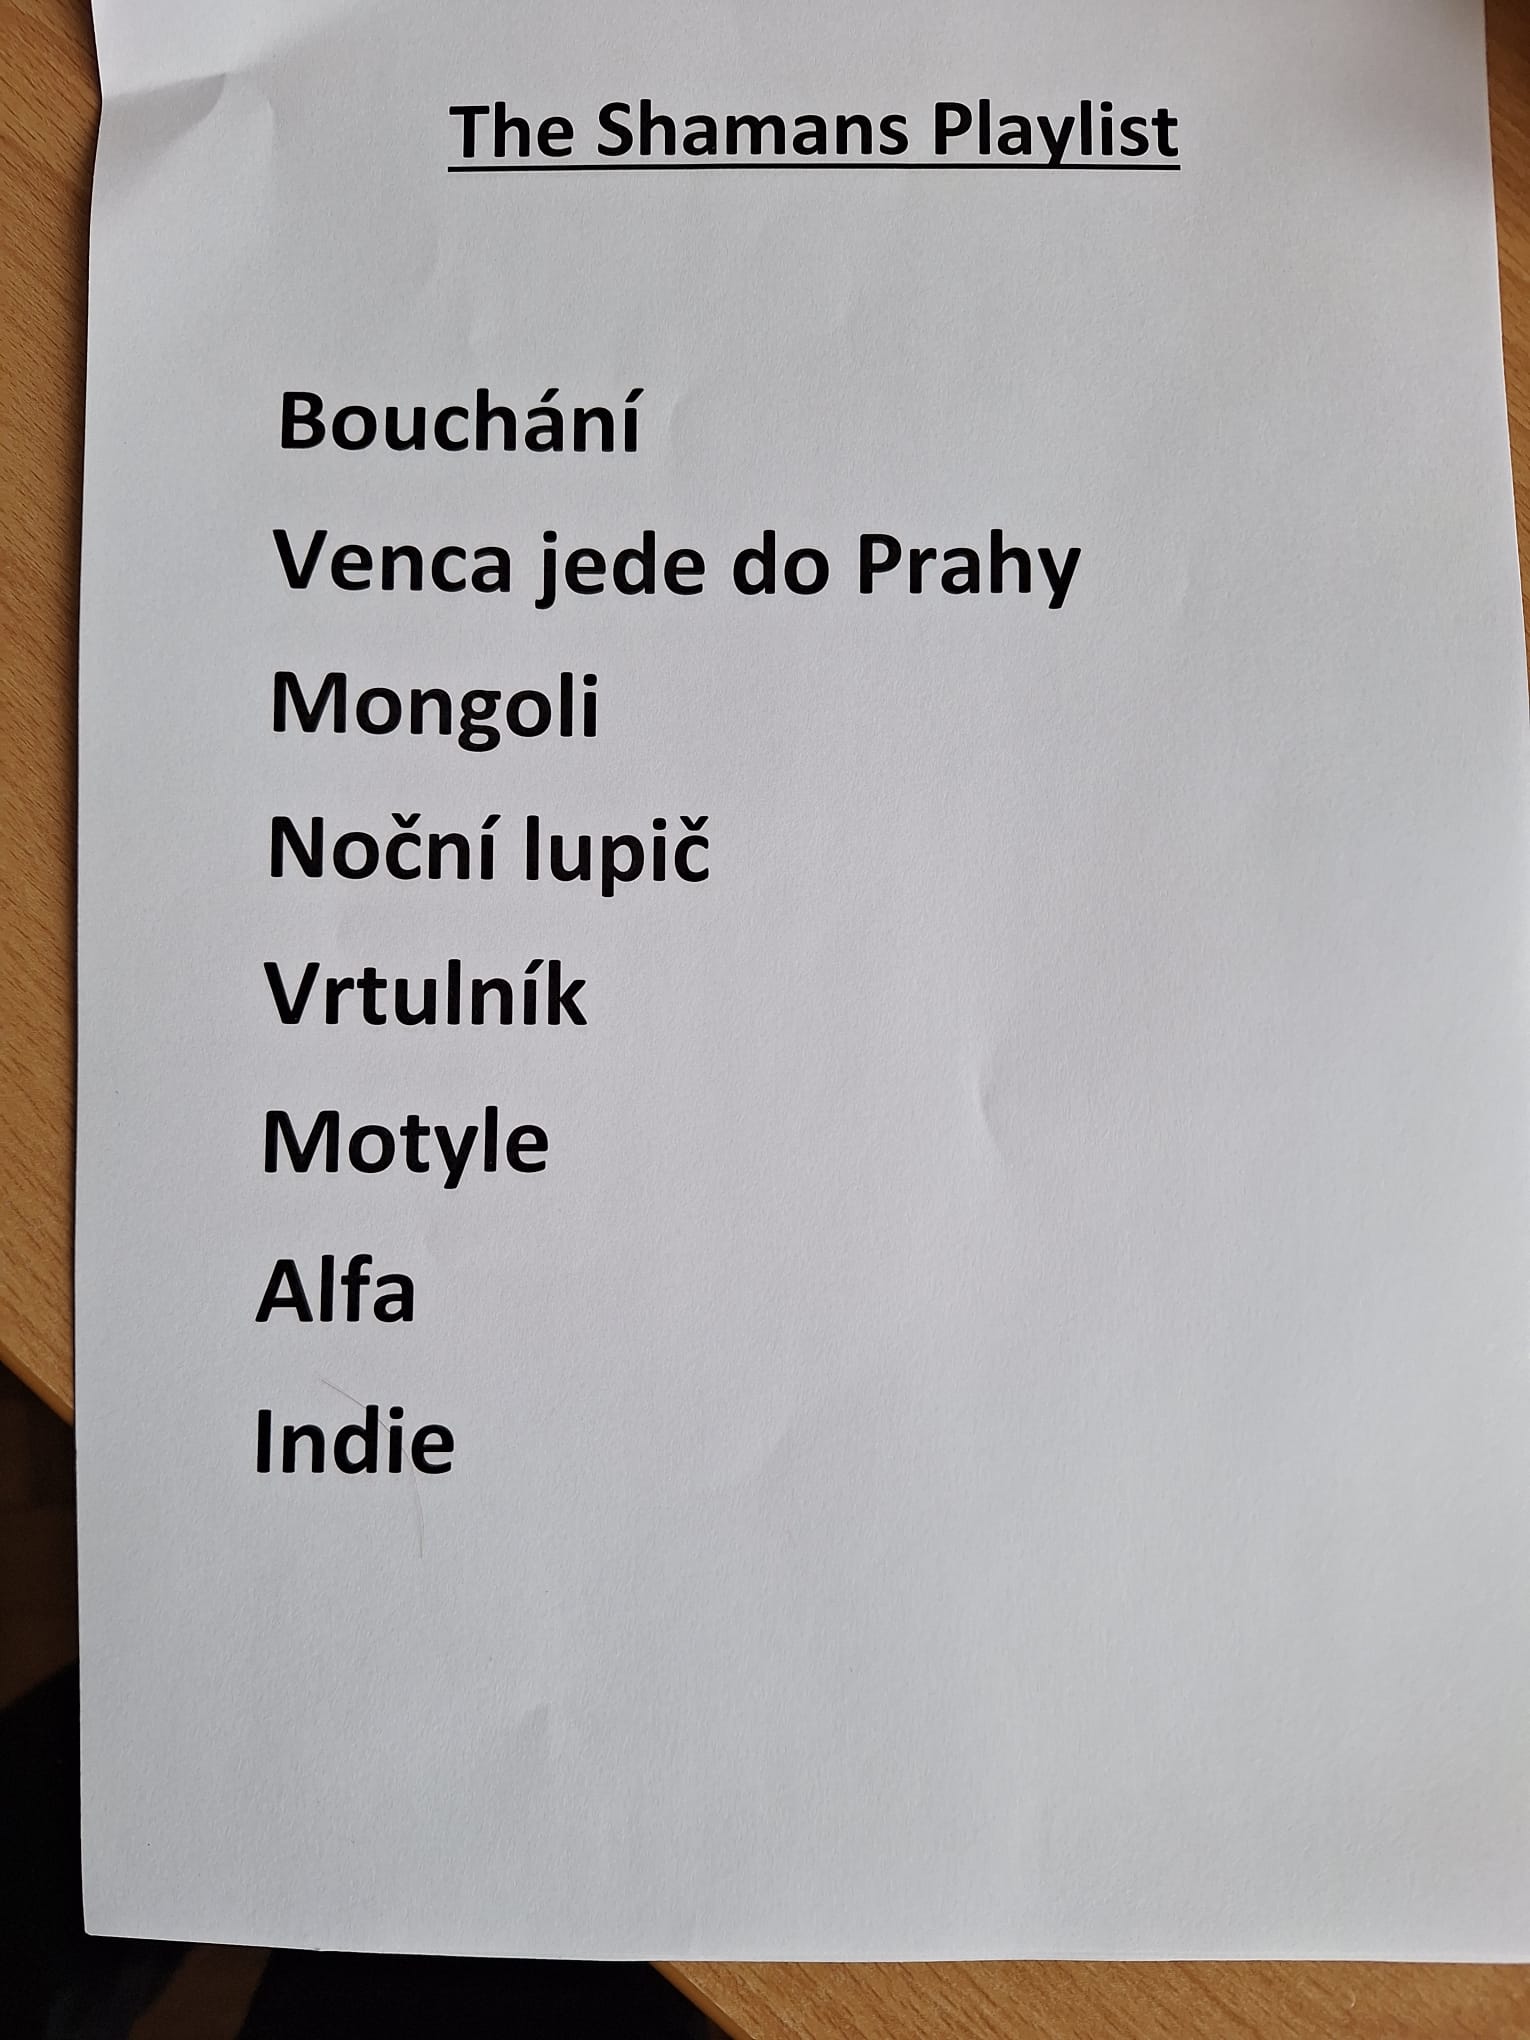 The Shamans Playlist
Bouchání
Venca jede do Prahy
Mongoli
Noční lupič
Vrtulník
Motyle
Alfa
Indie